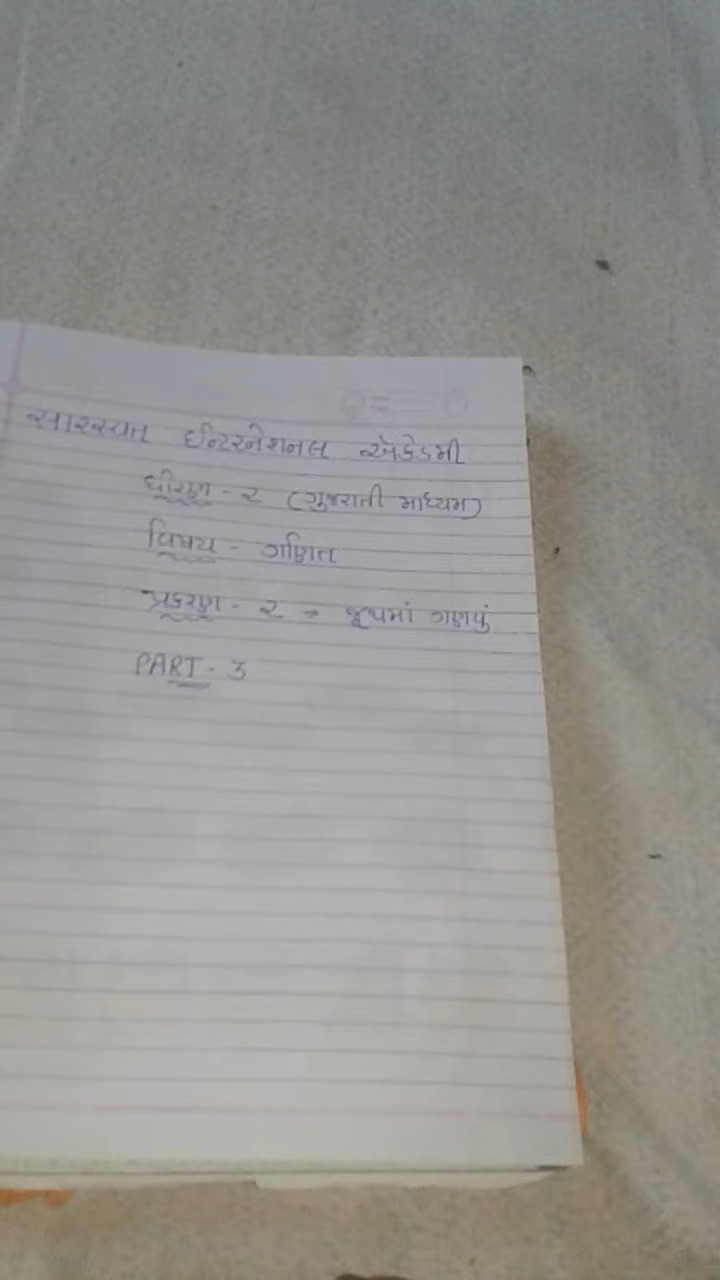 સારસ્વત ઈન્ટરનેશનલ એકેડમી
ધોરણ - ૨ (ગુજરાતી માધ્યમ)
વિષય - ગણિત
પ્રકરણ - ૨ → જૂથમાં ગણવું
PART - 3